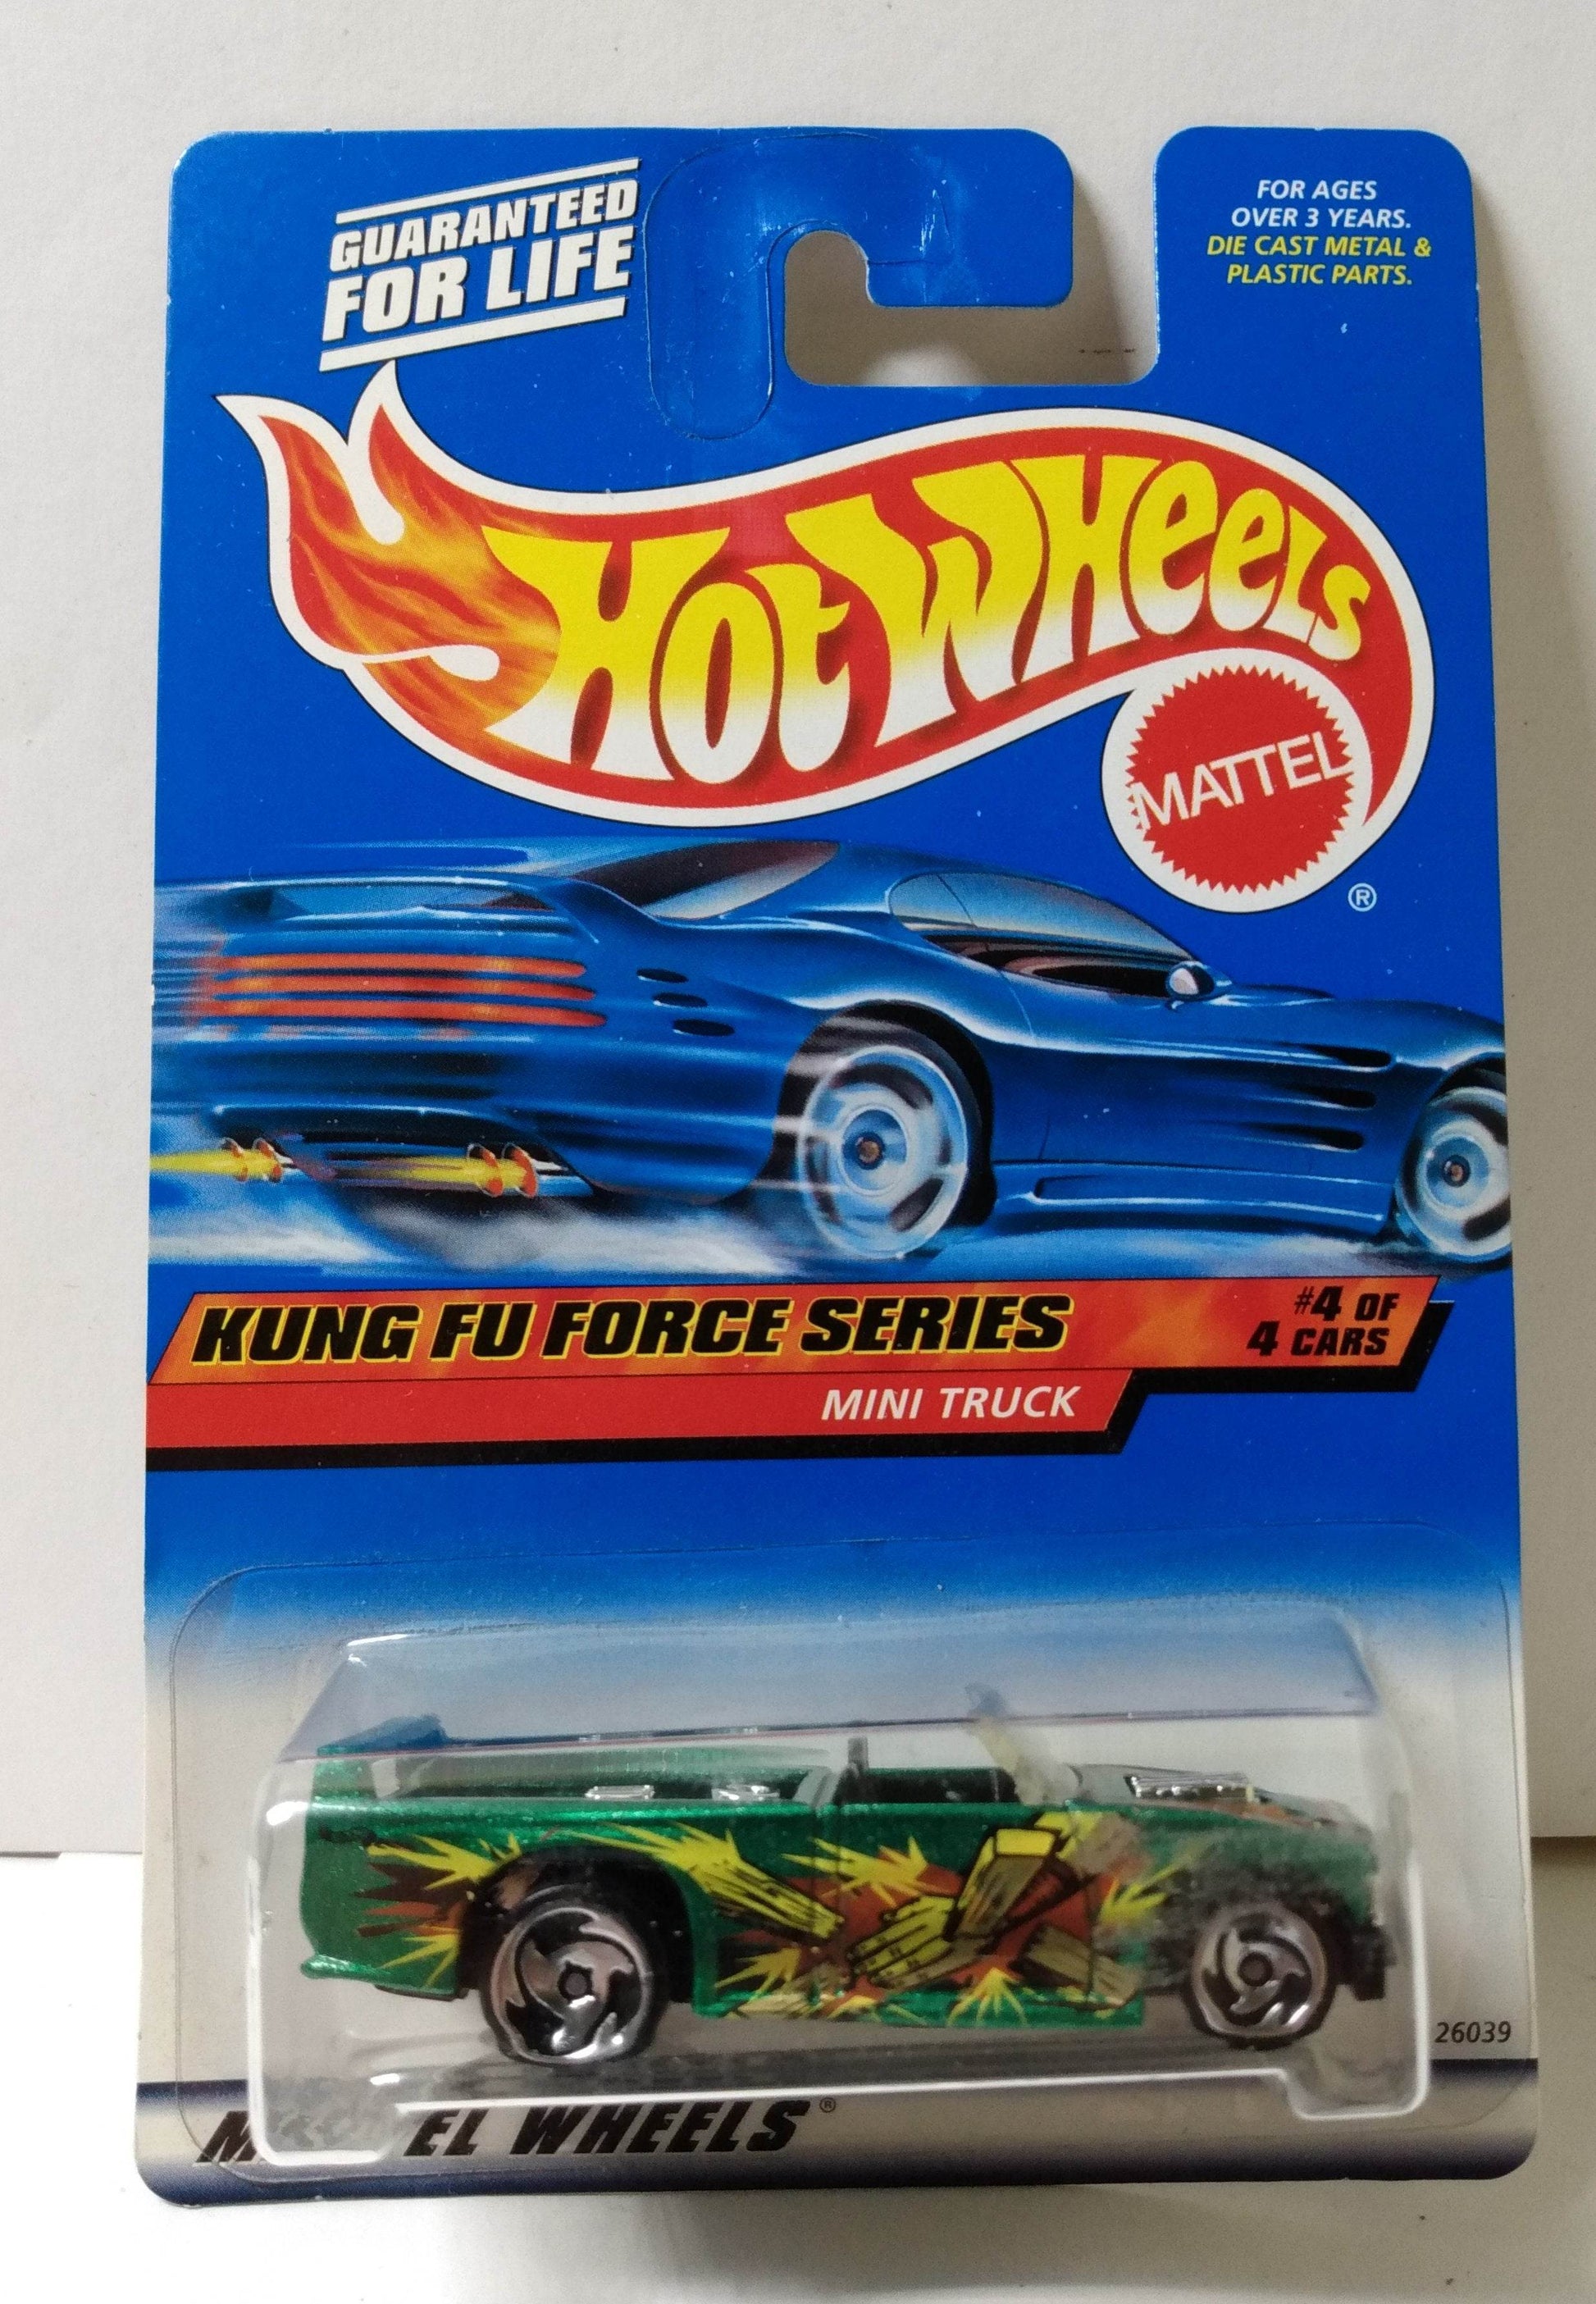 GUARANTEED
FOR LIFE
FOR AGES
OVER 3 YEARS.
DIE CAST METAL &
PLASTIC PARTS.
HOT WHEELS
MATTEL
®
KUNG FU FORCE SERIES
#4 OF
4 CARS
MINI TRUCK
26039
WHEELS®